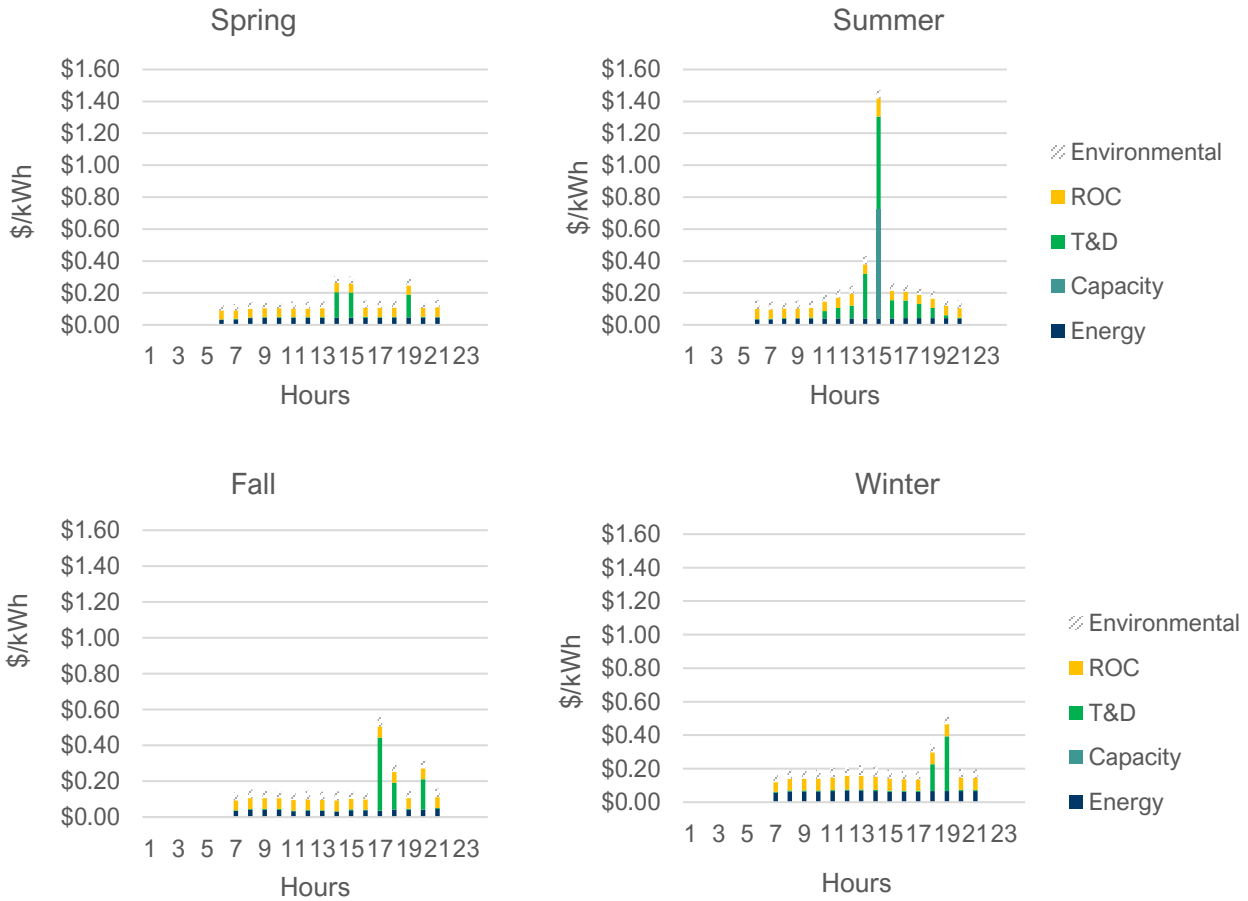 Spring
$1.60
$1.40
$1.20
$1.00
$0.80
$0.60
$0.40
$0.20
$0.00
$/kWh
1 3 5 7 9 11 13 15 17 19 21 23
Hours
Summer
$1.60
$1.40
$1.20
$1.00
$0.80
$0.60
$0.40
$0.20
$0.00
$/kWh
1 3 5 7 9 11 13 15 17 19 21 23
Hours
Environmental
ROC
T&D
Capacity
Energy
Fall
$1.60
$1.40
$1.20
$1.00
$0.80
$0.60
$0.40
$0.20
$0.00
$/kWh
1 3 5 7 9 11 13 15 17 19 21 23
Hours
Winter
$1.60
$1.40
$1.20
$1.00
$0.80
$0.60
$0.40
$0.20
$0.00
$/kWh
1 3 5 7 9 11 13 15 17 19 21 23
Hours
Environmental
ROC
T&D
Capacity
Energy